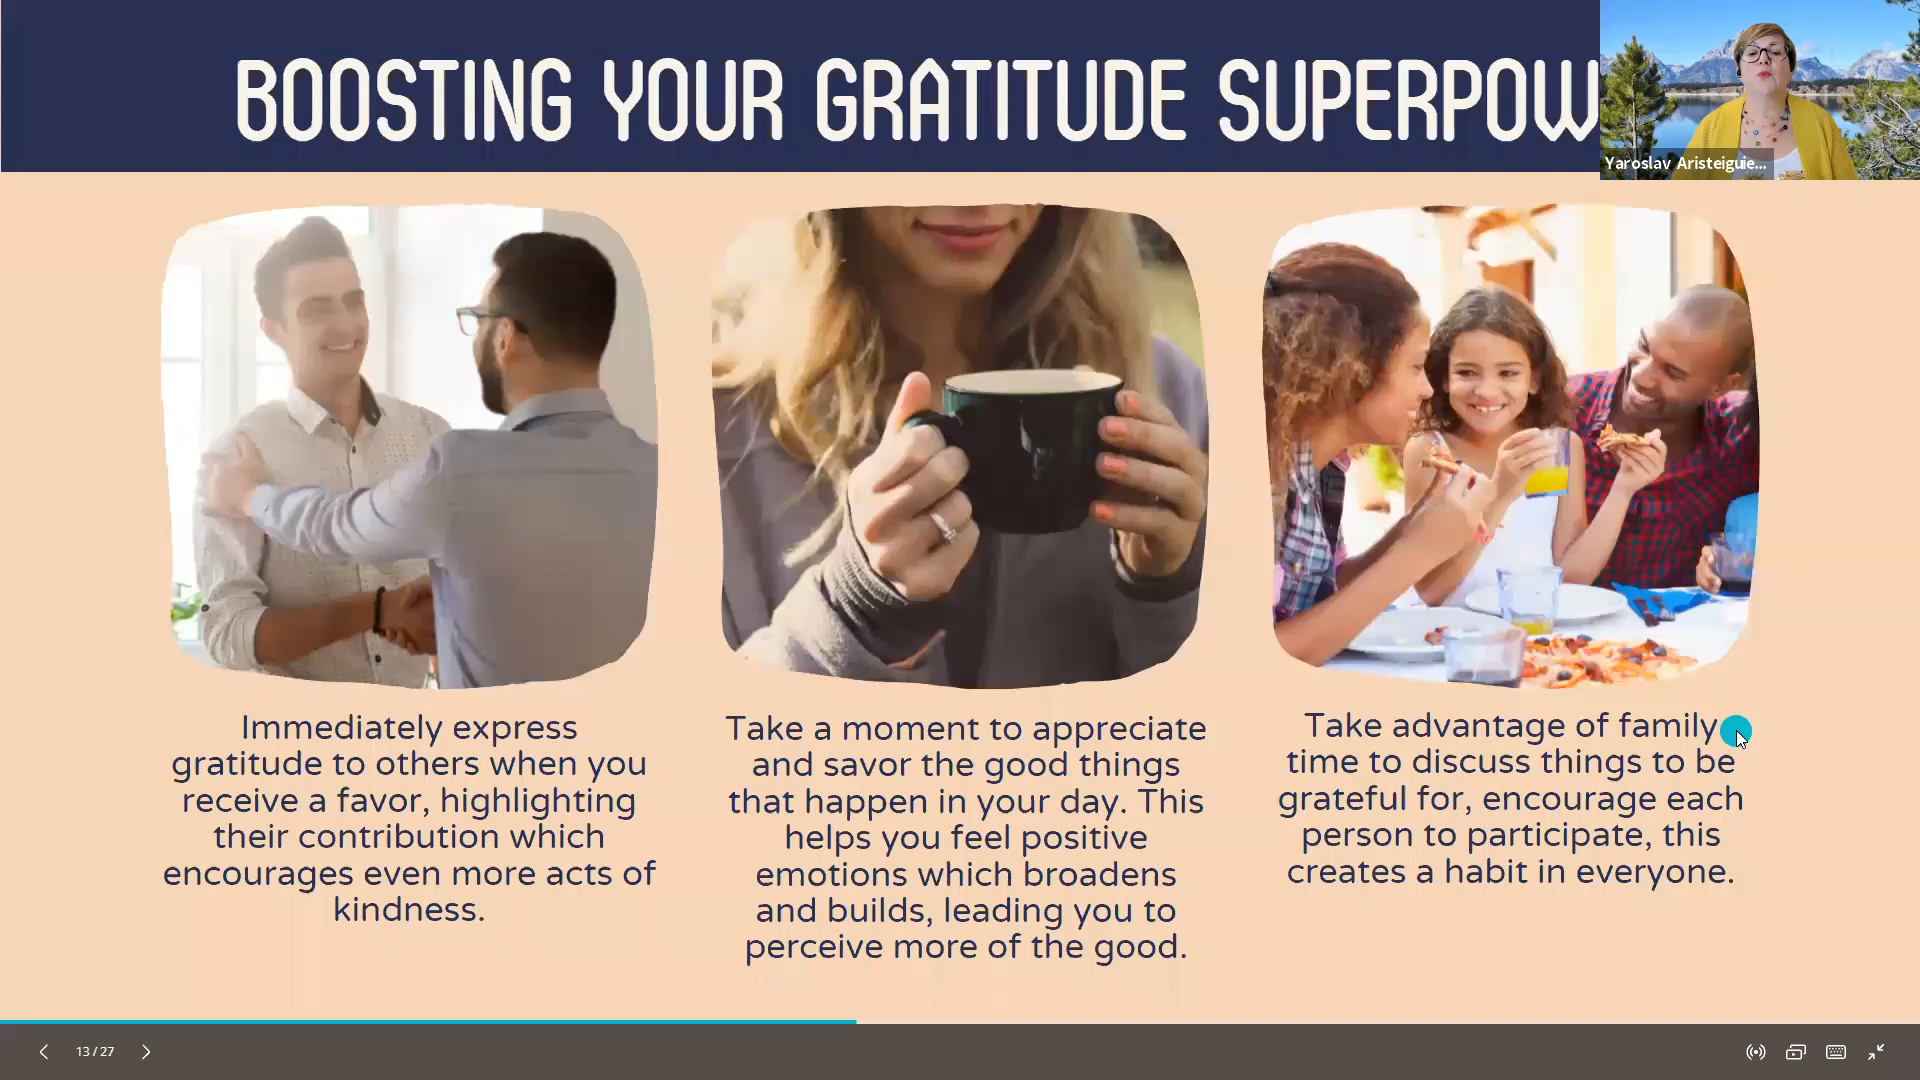 BOOSTING YOUR GRATITUDE SUPERPOW
Yaroslav Aristeiguie...
Immediately express
gratitude to others when you
receive a favor, highlighting
their contribution which
encourages even more acts of
kindness.
Take a moment to appreciate
and savor the good things
that happen in your day. This
helps you feel positive
emotions which broadens
and builds, leading you to
perceive more of the good.
Take advantage of family
time to discuss things to be
grateful for, encourage each
person to participate, this
creates a habit in everyone.
13 / 27